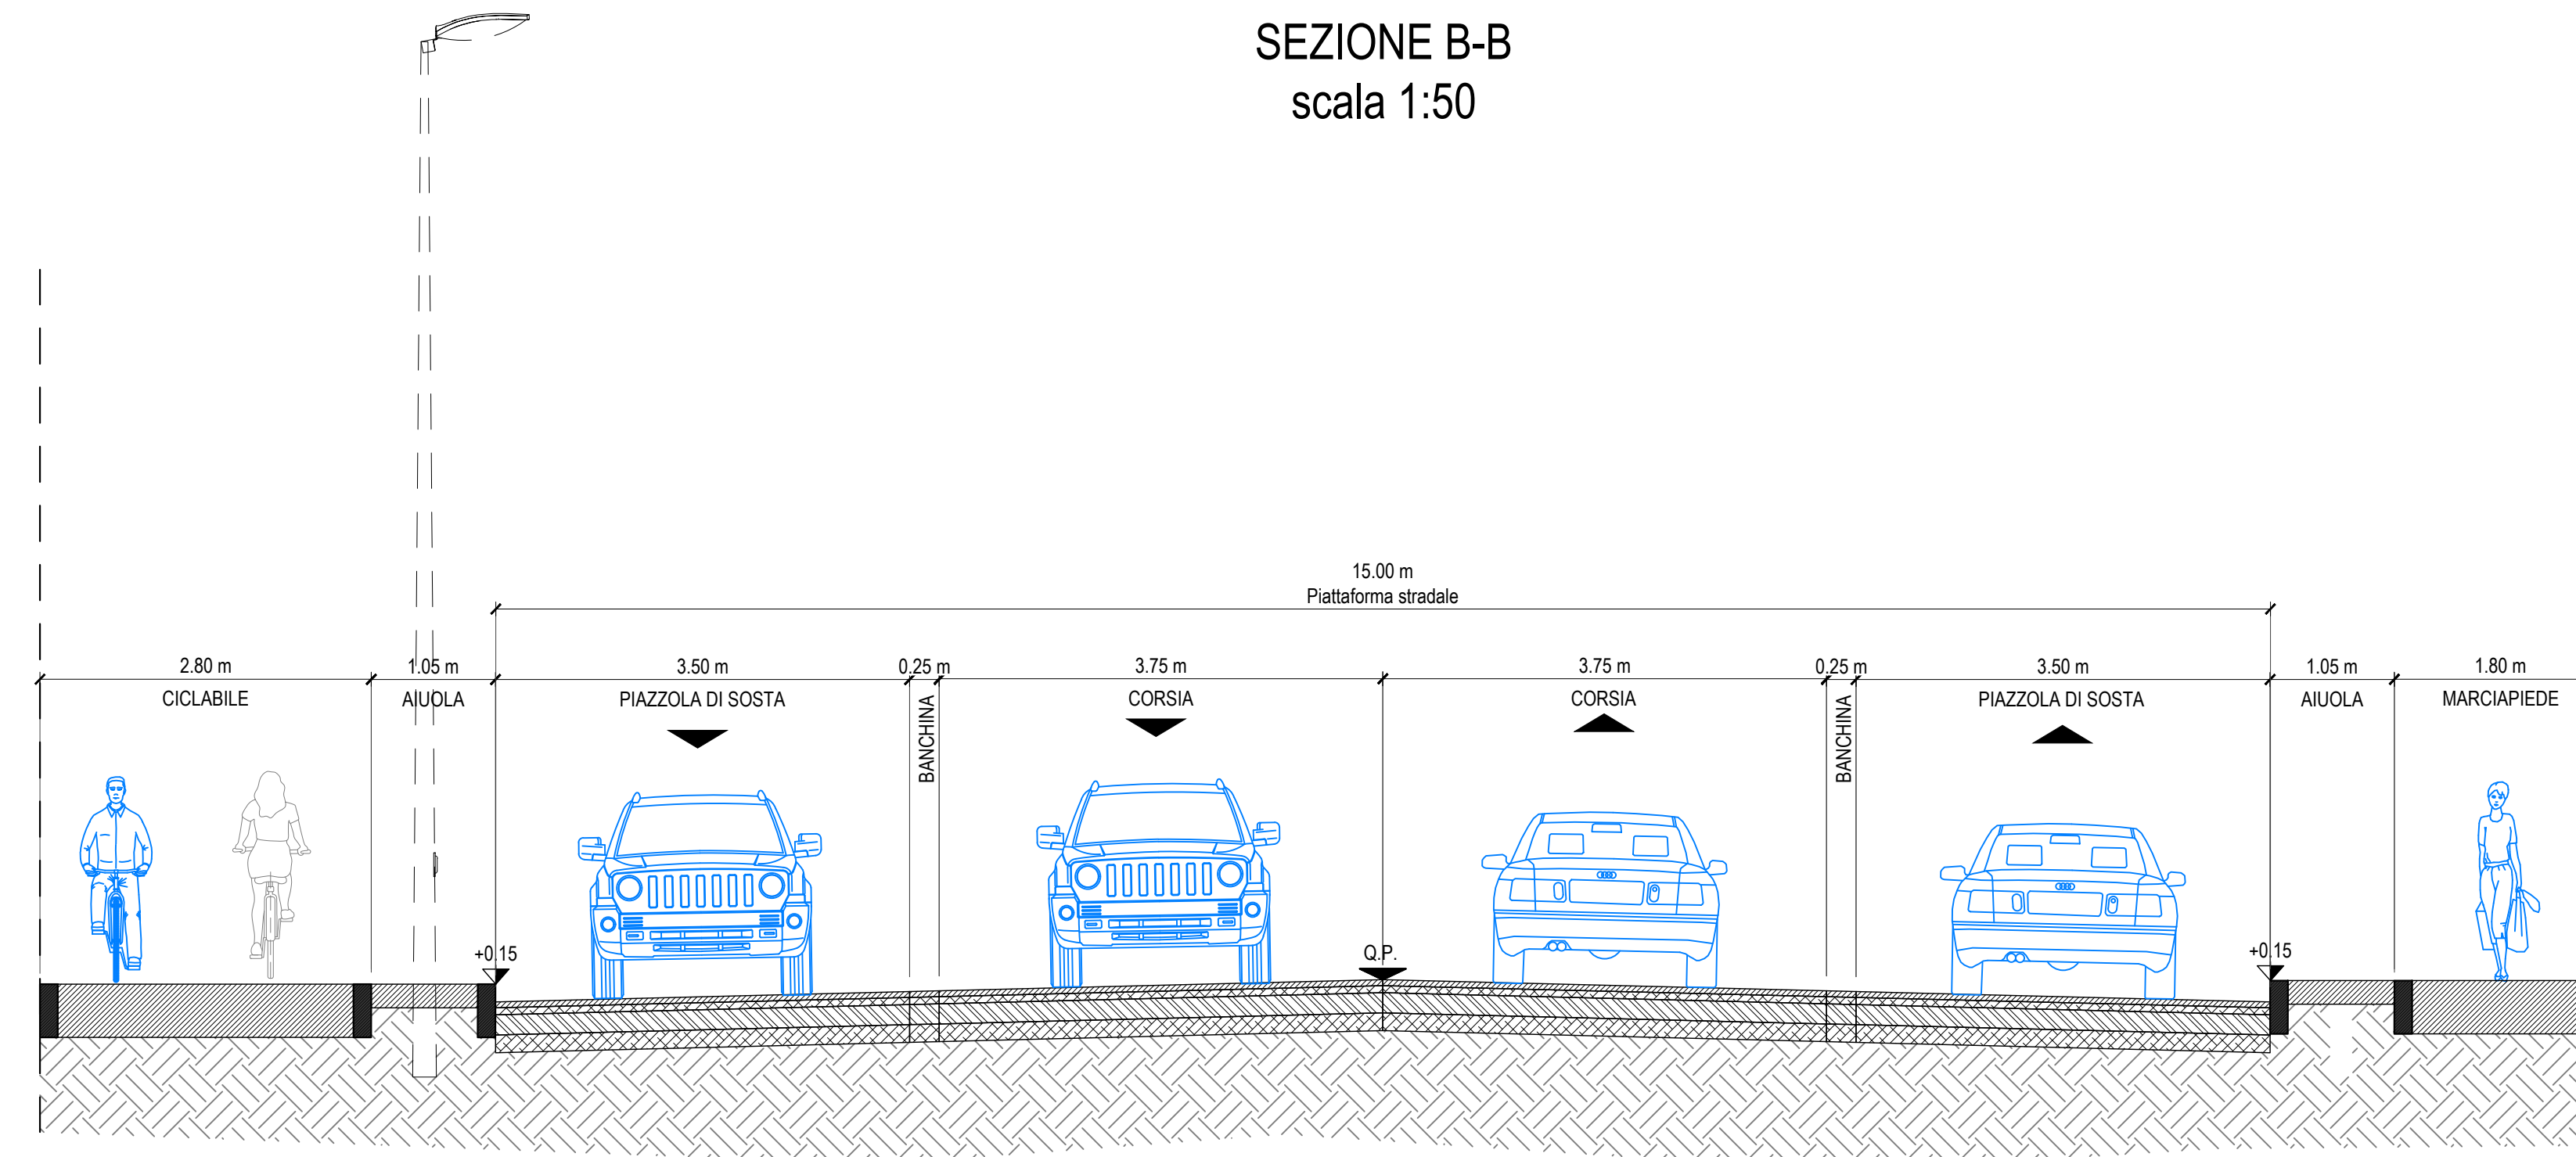 SEZIONE B-B
scala 1:50
15.00 m
Piattaforma stradale
2.80 m
1.05 m
3.50 m
0.25 m
3.75 m
3.75 m
0.25 m
3.50 m
1.05 m
1.80 m
CICLABILE
AIUOLA
PIAZZOLA DI SOSTA
BANCHINA
CORSIA
CORSIA
BANCHINA
PIAZZOLA DI SOSTA
AIUOLA
MARCIAPIEDE
+0.15
Q.P.
+0.15